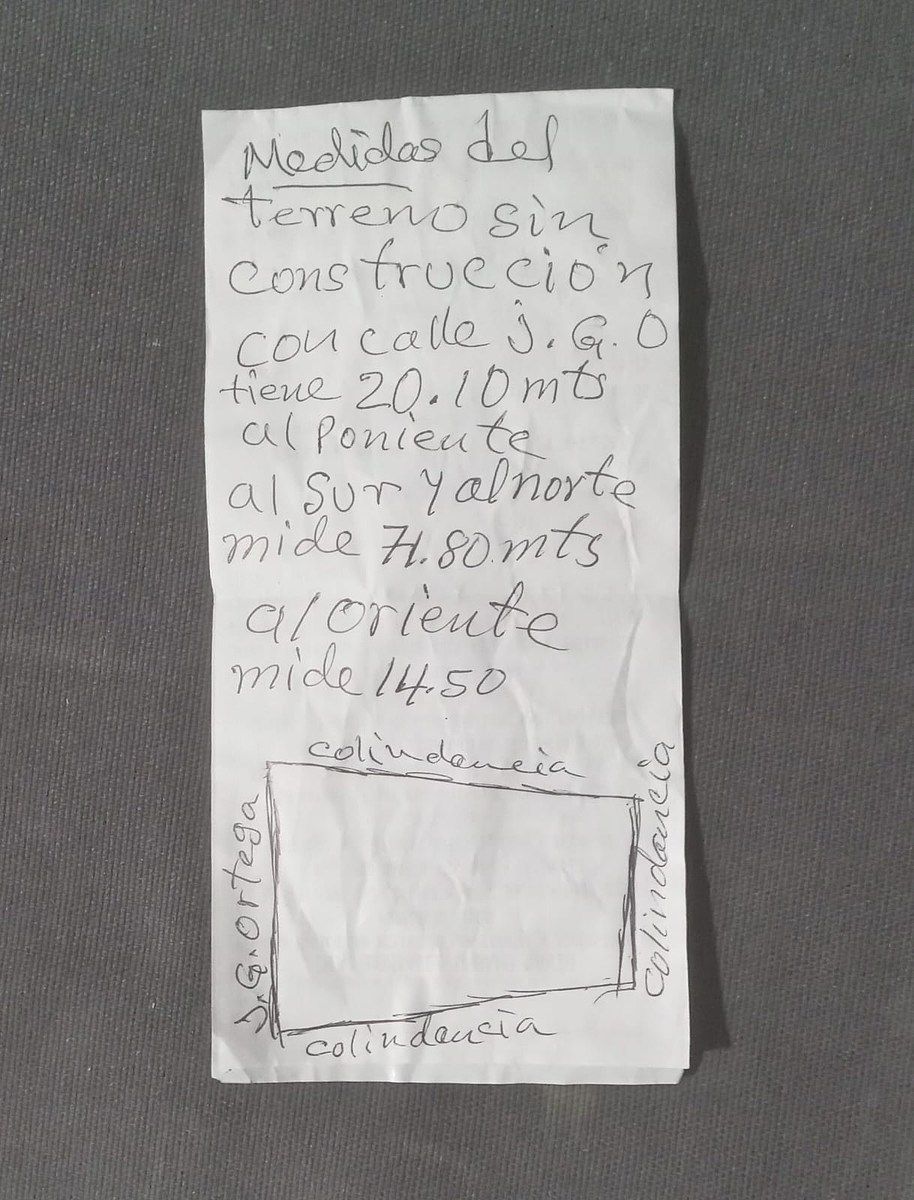 Medidas del
terreno sin
construcción
con calle J.G.O
tiene 20.10 mts
al Poniente
al Sur y al norte
mide 71.80.mts
al oriente
mide 14.50
colindancia
J.G.Ortega
colindancia
colindancia